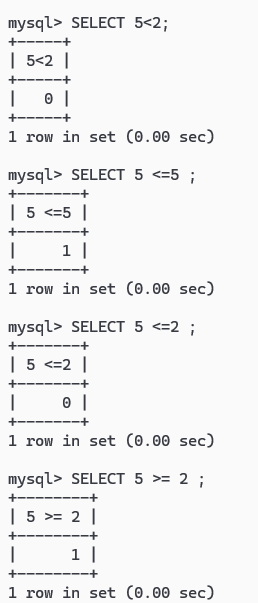 mysql> SELECT 5<2;
+-----+
| 5<2 |
+-----+
|   0 |
+-----+
1 row in set (0.00 sec)

mysql> SELECT 5 <=5 ;
+-------+
| 5 <=5 |
+-------+
|     1 |
+-------+
1 row in set (0.00 sec)

mysql> SELECT 5 <=2 ;
+-------+
| 5 <=2 |
+-------+
|     0 |
+-------+
1 row in set (0.00 sec)

mysql> SELECT 5 >= 2 ;
+--------+
| 5 >= 2 |
+--------+
|      1 |
+--------+
1 row in set (0.00 sec)